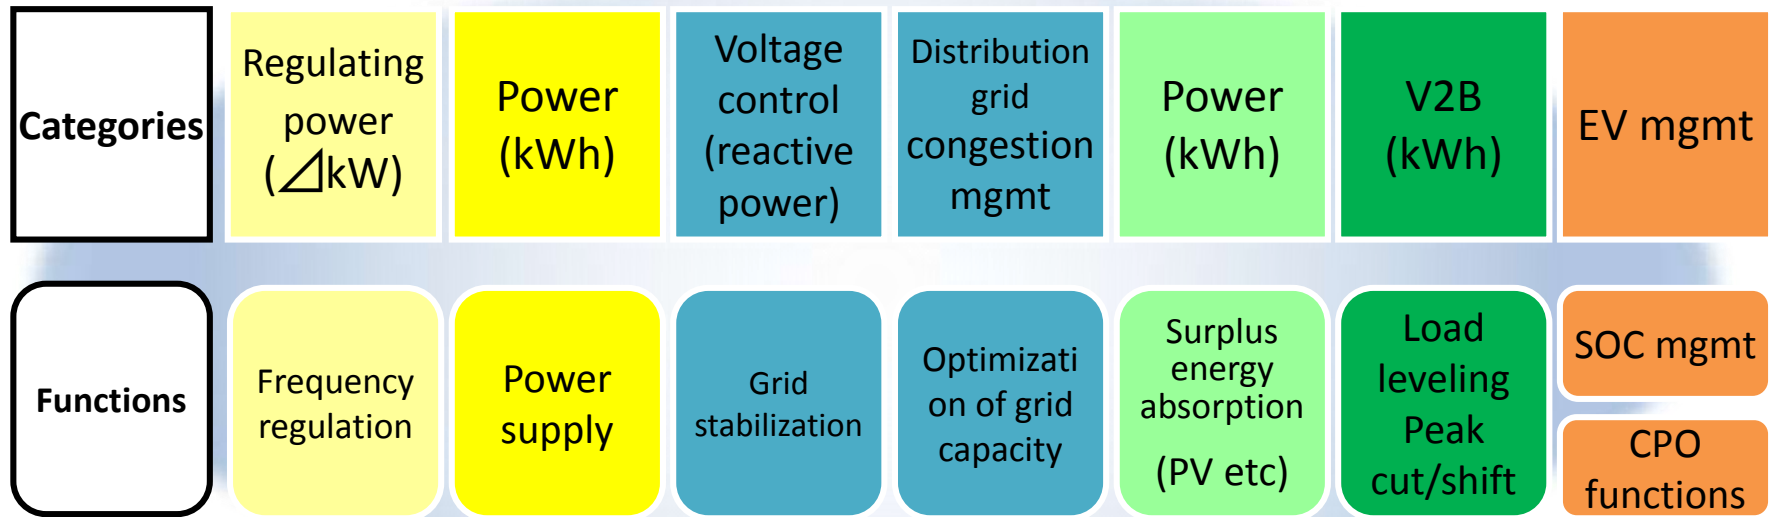 Categories
Regulating
power
(⊿kW)
Power
(kWh)
Voltage
control
(reactive
power)
Distribution
grid
congestion
mgmt
Power
(kWh)
V2B
(kWh)
EV mgmt
Functions
Frequency
regulation
Power
supply
Grid
stabilization
Optimizati
on of grid
capacity
Surplus
energy
absorption
(PV etc)
Load
leveling
Peak
cut/shift
SOC mgmt
CPO
functions